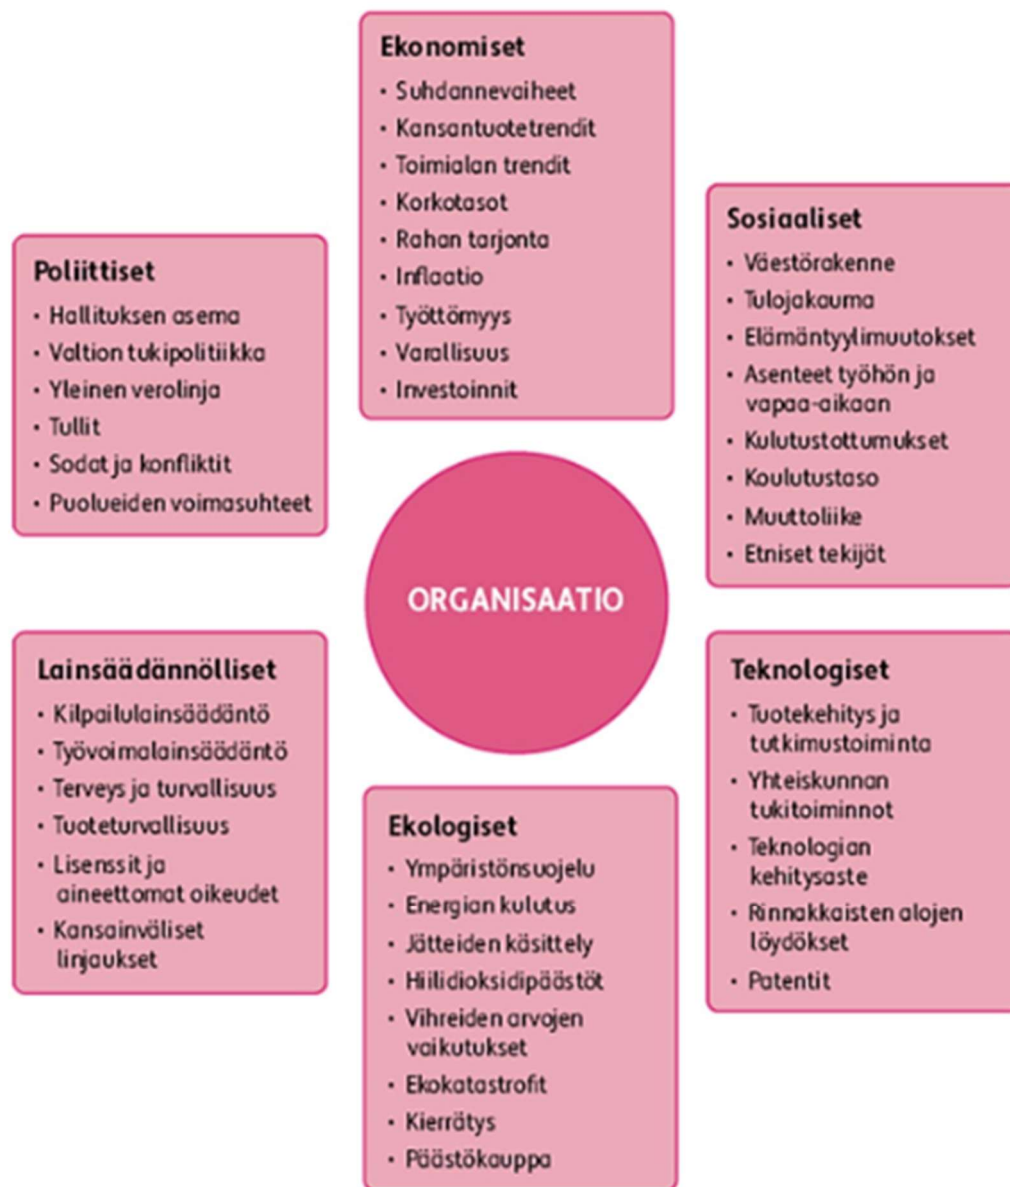 Ekonomiset
• Suhdannevaiheet
• Kansantuotetrendit
• Toimialan trendit
• Korkotasot
• Rahan tarjonta
• Inflaatio
• Työttömyys
• Varallisuus
• Investoinnit
Sosiaaliset
• Väestörakenne
• Tulojakauma
• Elämäntyylimuutokset
• Asenteet työhön ja
vapaa-aikaan
• Kulutustottumukset
• Koulutustaso
• Muuttoliike
• Etniset tekijät
Poliittiset
• Hallituksen asema
• Valtion tukipolitiikka
• Yleinen verolinja
• Tullit
• Sodat ja konfliktit
• Puolueiden voimasuhteet
ORGANISAATIO
Lainsäädännölliset
• Kilpailulainsäädäntö
• Työvoimalainsäädäntö
• Terveys ja turvallisuus
• Tuoteturvallisuus
• Lisenssit ja
aineettomat oikeudet
• Kansainväliset
linjaukset
Teknologiset
• Tuotekehitys ja
tutkimustoiminta
• Yhteiskunnan
tukitoiminnot
• Teknologian
kehitysaste
• Rinnakkaisten alojen
löydökset
• Patentit
Ekologiset
• Ympäristönsuojelu
• Energian kulutus
• Jätteiden käsittely
• Hiilidioksidipäästöt
• Vihreiden arvojen
vaikutukset
• Ekokatastrofit
• Kierrätys
• Päästökauppa